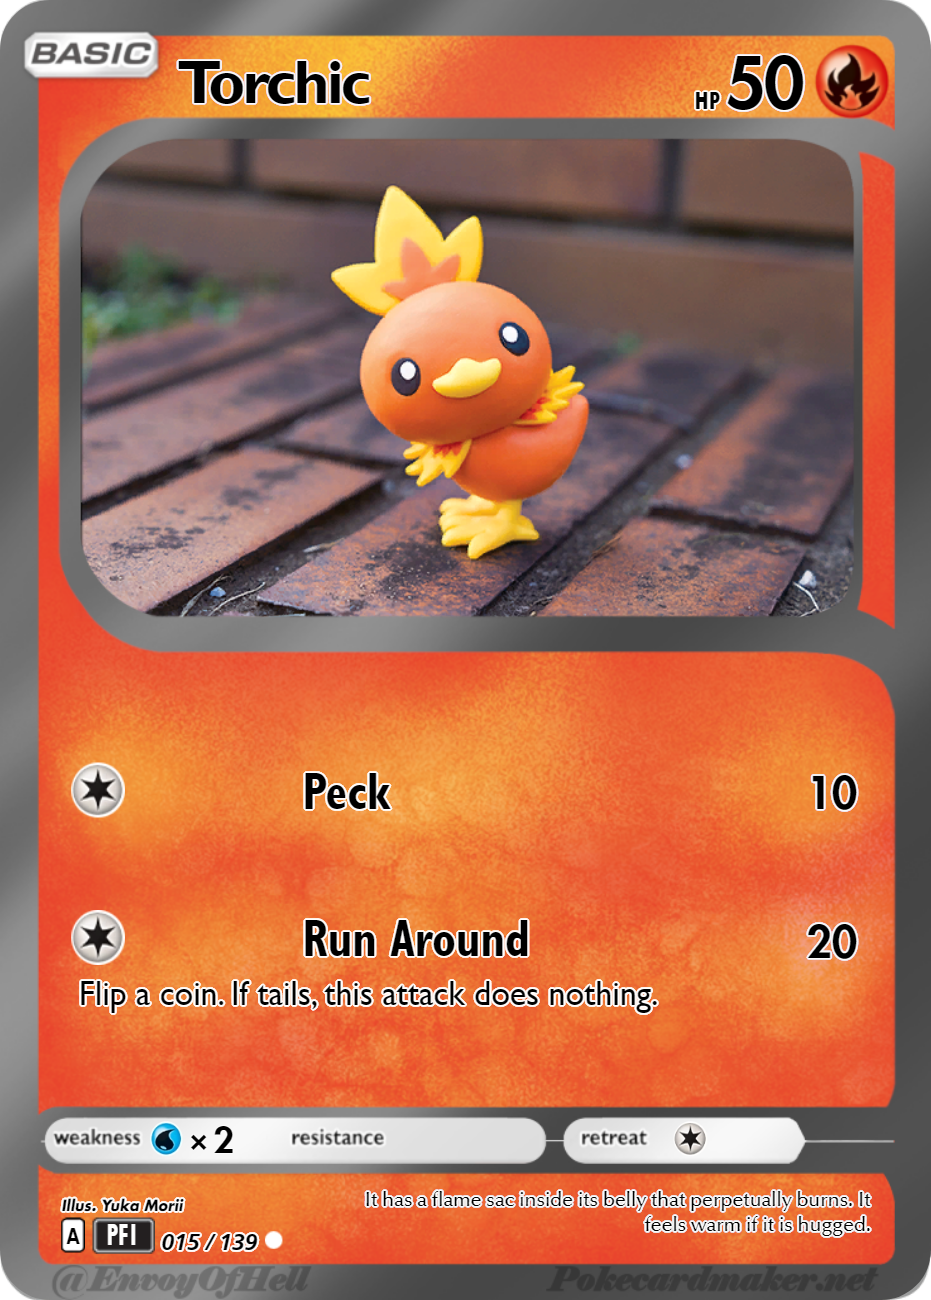 BASIC
Torchic
HP 50
Peck 10
Run Around 20
Flip a coin. If tails, this attack does nothing.
weakness × 2 resistance retreat
Illus. Yuka Morii
It has a flame sac inside its belly that perpetually burns. It
feels warm if it is hugged.
A PFI 015 / 139
@EnvoyOfHell Pokecardmaker.net